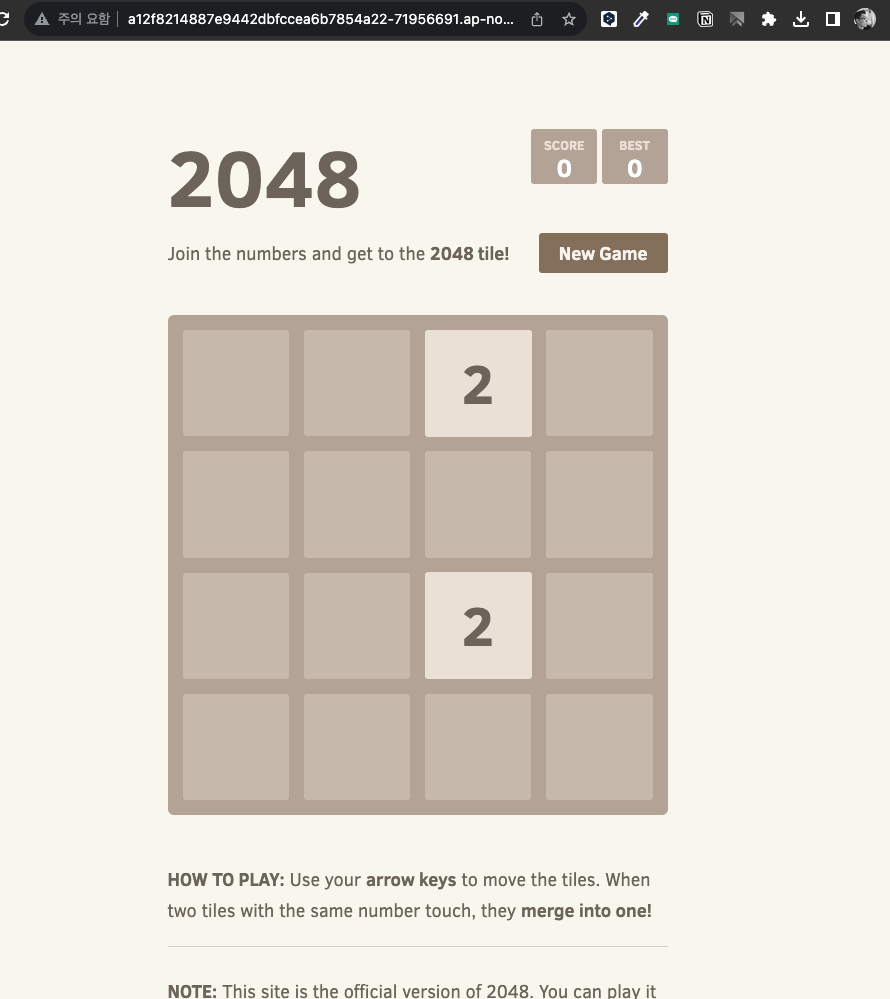 주의 요함
a12f8214887e9442dbfccea6b7854a22-71956691.ap-no...
2048
SCORE
0
BEST
0
Join the numbers and get to the 2048 tile!
New Game
2
2
HOW TO PLAY: Use your arrow keys to move the tiles. When
two tiles with the same number touch, they merge into one!
NOTE: This site is the official version of 2048. You can play it